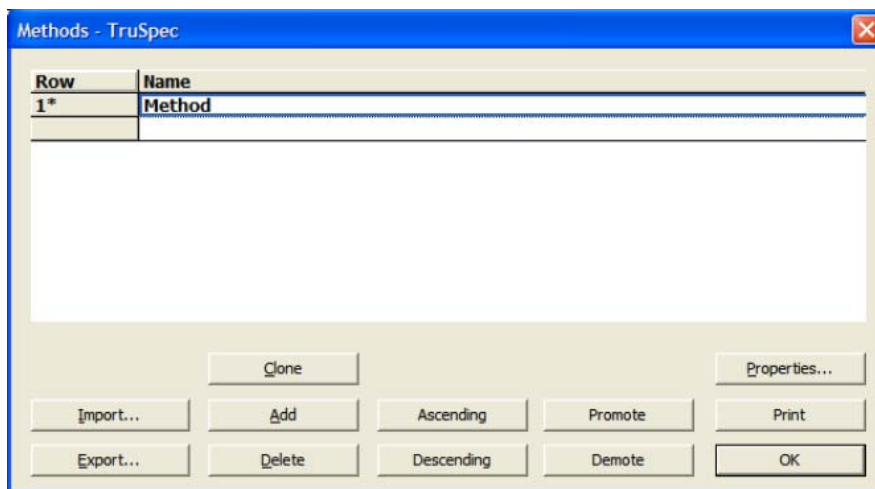 Methods - TruSpec
Row Name
1* Method
Clone Properties...
Import... Add Ascending Promote Print
Export... Delete Descending Demote OK